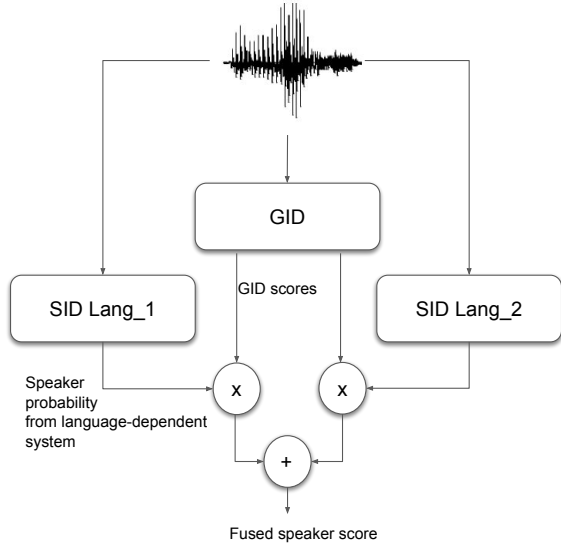 GID
GID scores
SID Lang_1
SID Lang_2
Speaker
probability
from language-dependent
system
x
x
+
Fused speaker score